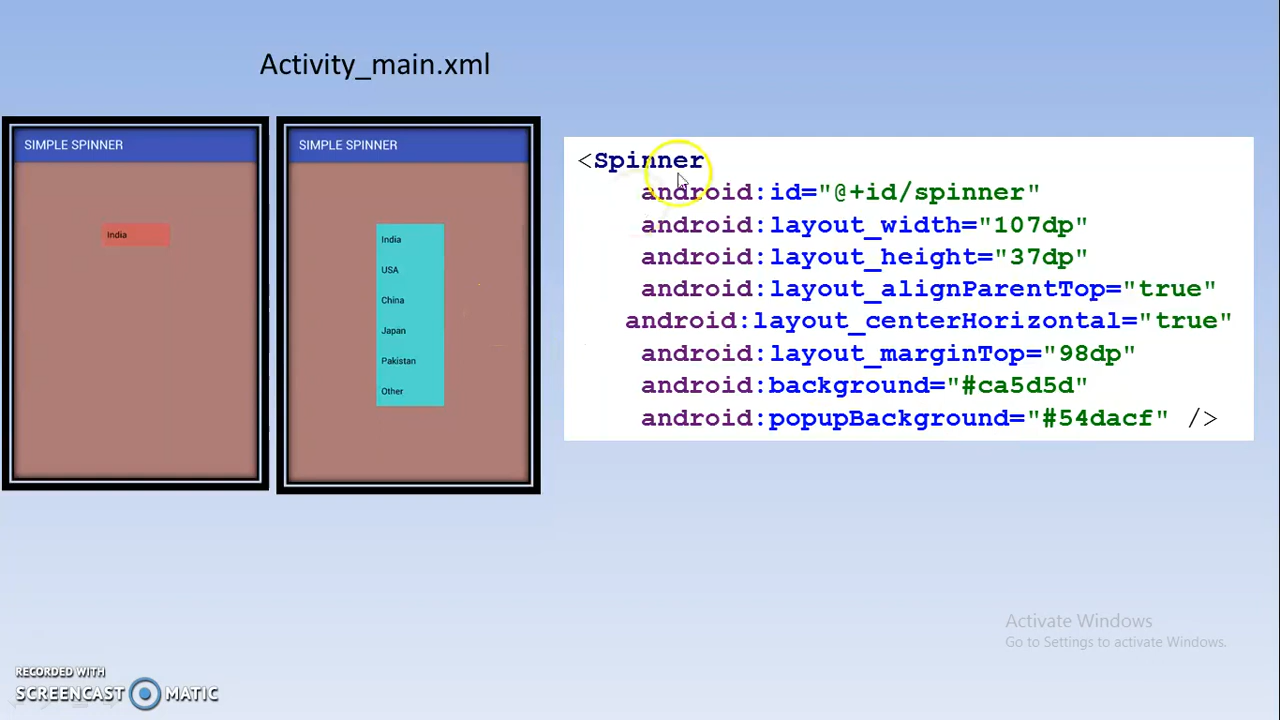 Activity_main.xml
SIMPLE SPINNER
India
SIMPLE SPINNER
India
USA
China
Japan
Pakistan
Other
<Spinner
android:id="@+id/spinner"
android:layout_width="107dp"
android:layout_height="37dp"
android:layout_alignParentTop="true"
android:layout_centerHorizontal="true"
android:layout_marginTop="98dp"
android:background="#ca5d5d"
android:popupBackground="#54dacf" />
Activate Windows
Go to Settings to activate Windows.
RECORDED WITH
SCREENCAST MATIC